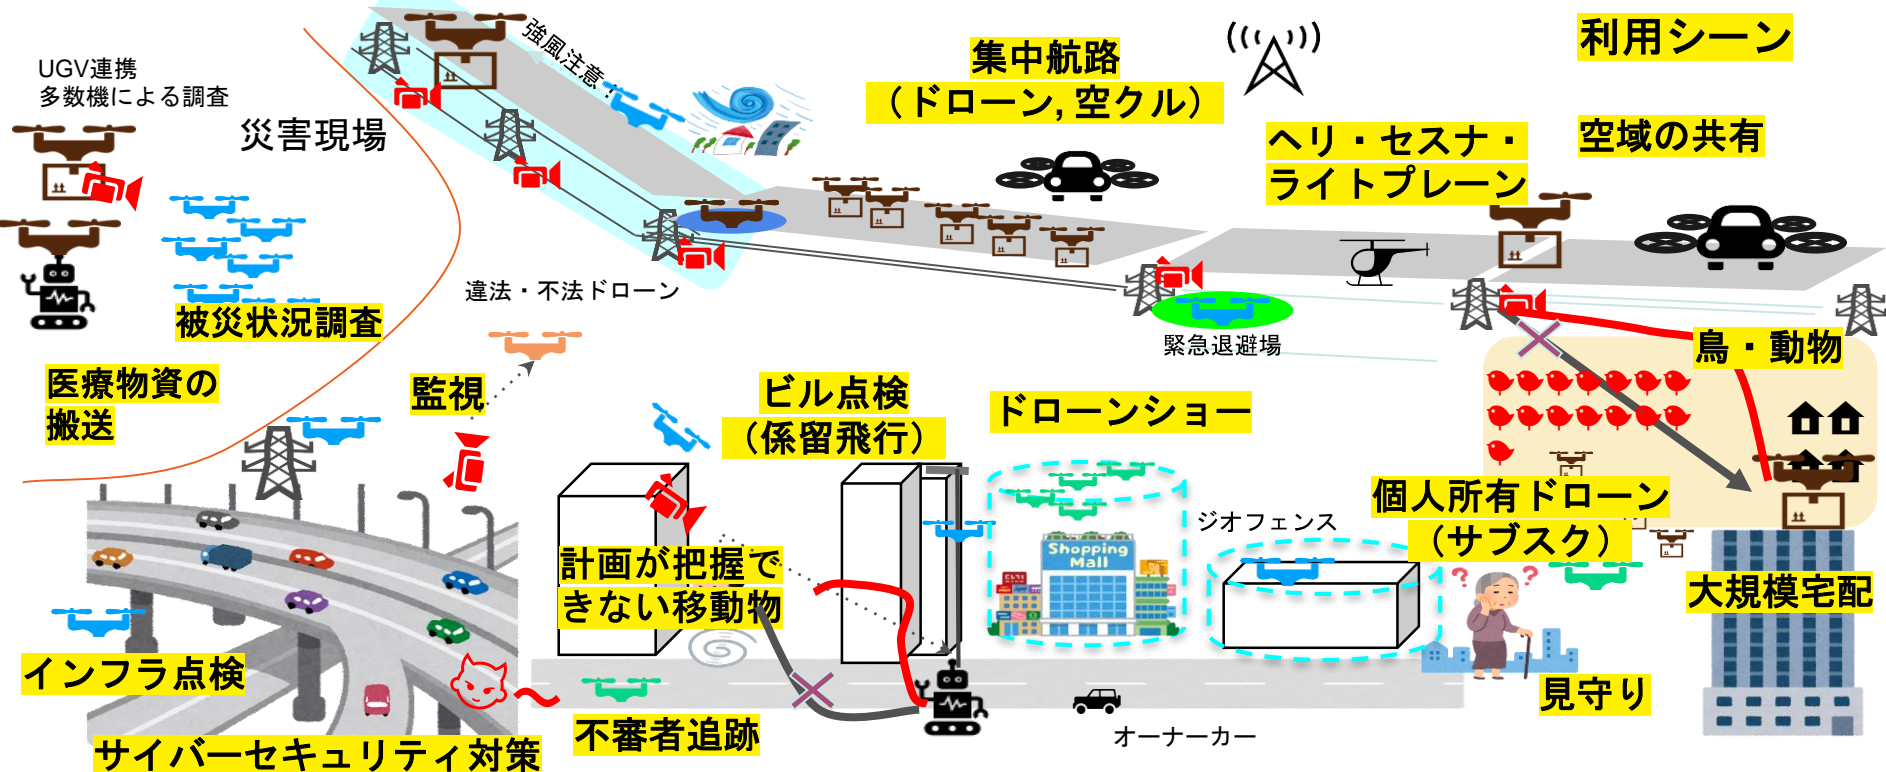 利用シーン
UGV連携
多数機による調査
災害現場
強風注意！
集中航路
（ドローン, 空クル）
ヘリ・セスナ・
ライトプレーン
空域の共有
被災状況調査
違法・不法ドローン
緊急退避場
鳥・動物
医療物資の
搬送
監視
ビル点検
（係留飛行）
ドローンショー
個人所有ドローン
（サブスク）
ジオフェンス
Shopping
Mall
計画が把握で
きない移動物
大規模宅配
インフラ点検
見守り
不審者追跡
オーナーカー
サイバーセキュリティ対策